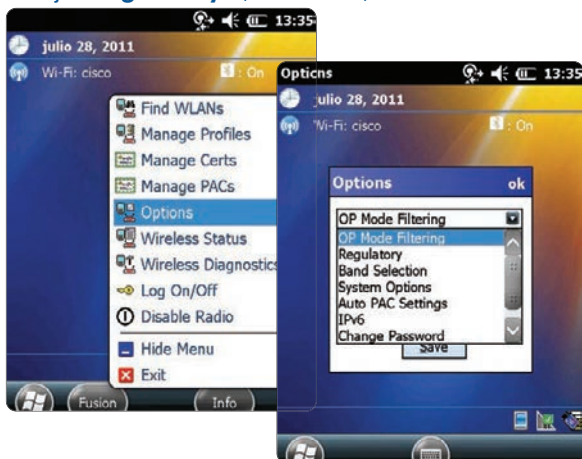 13:35
julio 28, 2011
Wi-Fi: cisco
: On
Find WLANs
Manage Profiles
Manage Certs
Manage PACs
Options
Wireless Status
Wireless Diagnostics
Log On/Off
Disable Radio
Hide Menu
Exit
Fusion
Info
Options
13:35
julio 28, 2011
Wi-Fi: cisco
: On
Options
ok
OP Mode Filtering
OP Mode Filtering
Regulatory
Band Selection
System Options
Auto PAC Settings
IPv6
Change Password
Save